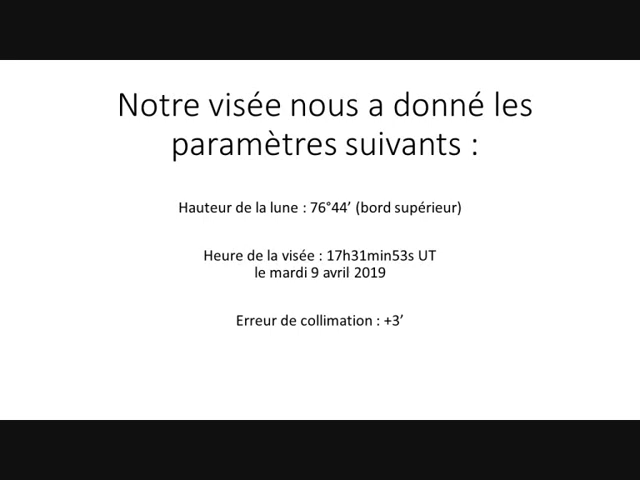 Notre visée nous a donné les
paramètres suivants :
Hauteur de la lune : 76°44’ (bord supérieur)
Heure de la visée : 17h31min53s UT
le mardi 9 avril 2019
Erreur de collimation : +3’